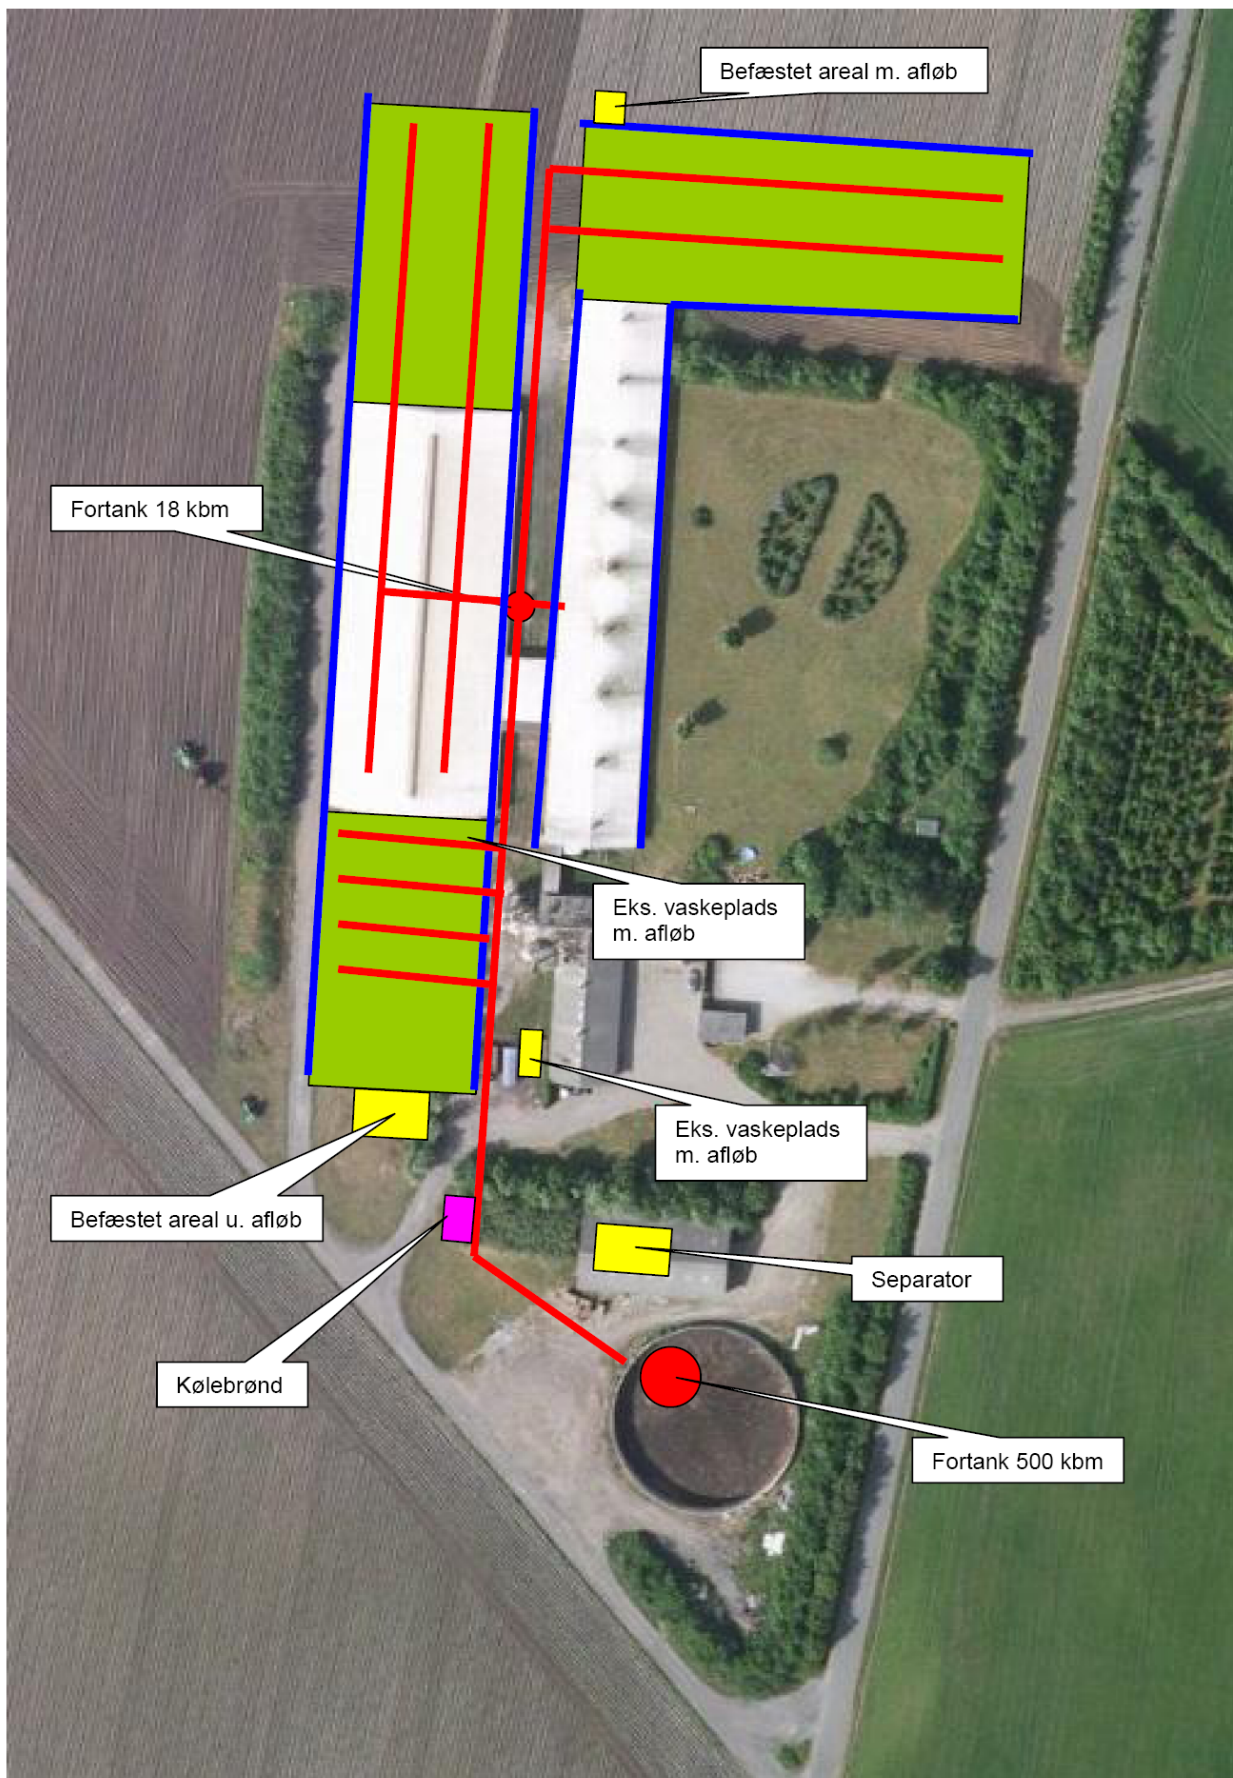 Befæstet areal m. afløb
Fortank 18 kbm
Eks. vaskeplads
m. afløb
Eks. vaskeplads
m. afløb
Befæstet areal u. afløb
Separator
Kølebrønd
Fortank 500 kbm